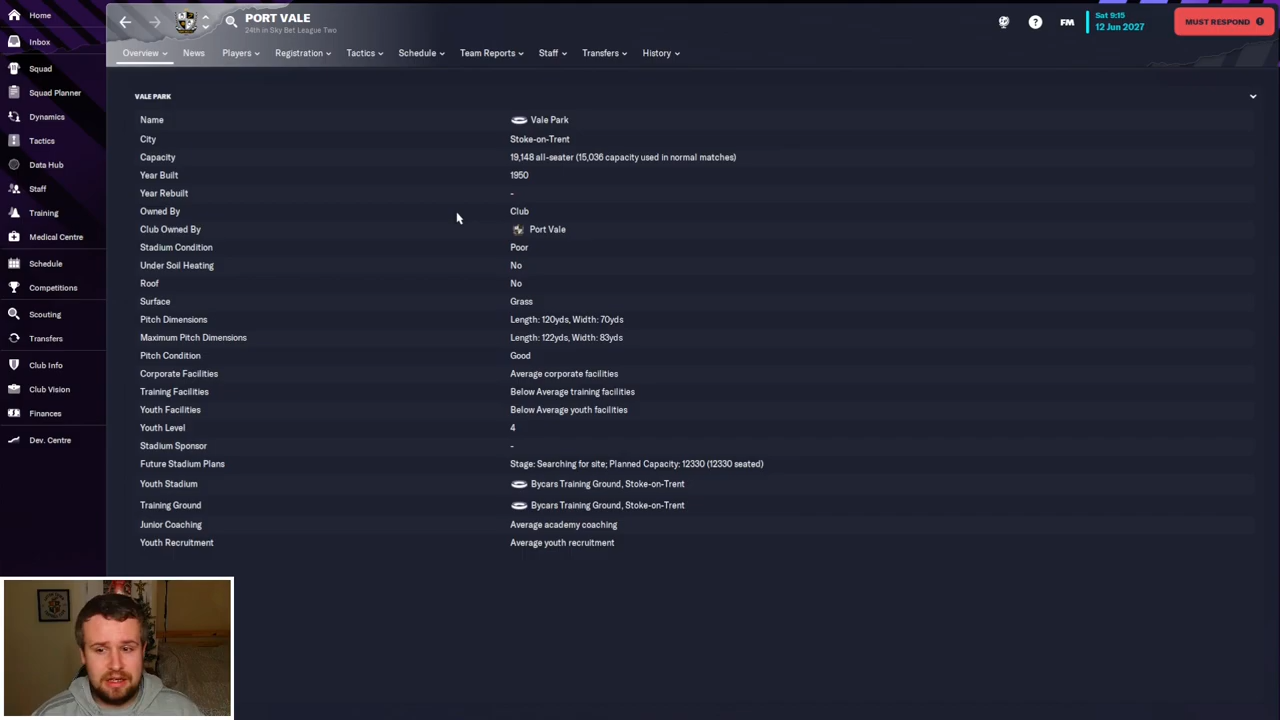 Home
PORT VALE
24th in Sky Bet League Two
FM
Sat 9:15
12 Jun 2027
MUST RESPOND
Inbox
Overview
News
Players
Registration
Tactics
Schedule
Team Reports
Staff
Transfers
History
Squad
Squad Planner
Dynamics
Tactics
Data Hub
Staff
Training
Medical Centre
Schedule
Competitions
Scouting
Transfers
Club Info
Club Vision
Finances
Dev. Centre
VALE PARK
Name Vale Park
City Stoke-on-Trent
Capacity 19,148 all-seater (15,036 capacity used in normal matches)
Year Built 1950
Year Rebuilt -
Owned By Club
Club Owned By Port Vale
Stadium Condition Poor
Under Soil Heating No
Roof No
Surface Grass
Pitch Dimensions Length: 120yds, Width: 70yds
Maximum Pitch Dimensions Length: 122yds, Width: 83yds
Pitch Condition Good
Corporate Facilities Average corporate facilities
Training Facilities Below Average training facilities
Youth Facilities Below Average youth facilities
Youth Level 4
Stadium Sponsor -
Future Stadium Plans Stage: Searching for site; Planned Capacity: 12330 (12330 seated)
Youth Stadium Bycars Training Ground, Stoke-on-Trent
Training Ground Bycars Training Ground, Stoke-on-Trent
Junior Coaching Average academy coaching
Youth Recruitment Average youth recruitment